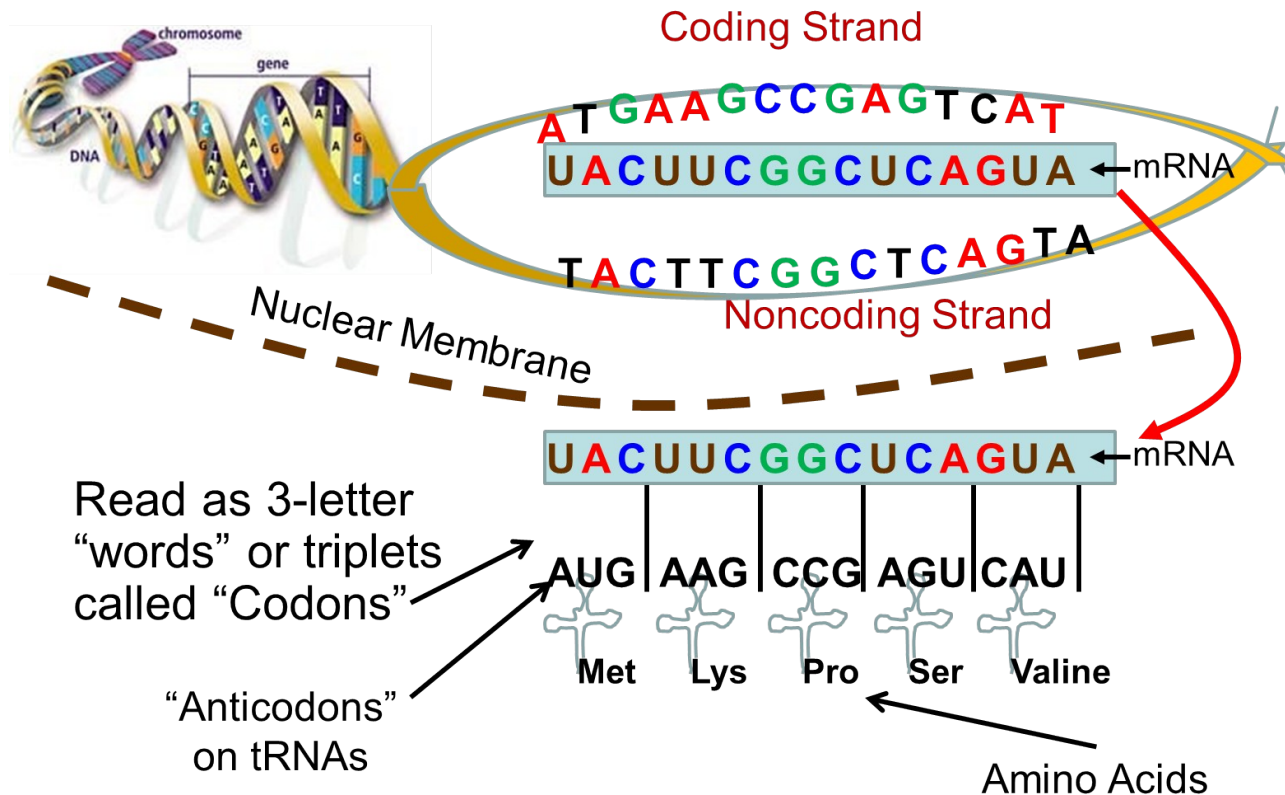 chromosome
gene
DNA
Coding Strand
ATGAAGCCGAGTCAT
UACUUCGGCUCAGUA
mRNA
TACTTCGGCTCAGTA
Noncoding Strand
Nuclear Membrane
UACUUCGGCUCAGUA
mRNA
Read as 3-letter
“words” or triplets
called “Codons”
AUG AAG CCG AGU CAU
Met Lys Pro Ser Valine
“Anticodons”
on tRNAs
Amino Acids